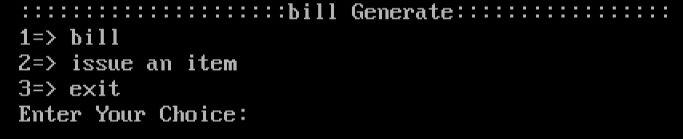 :::::::::::::::::::::bill Generate:::::::::::::::::
1=> bill
2=> issue an item
3=> exit
Enter Your Choice: